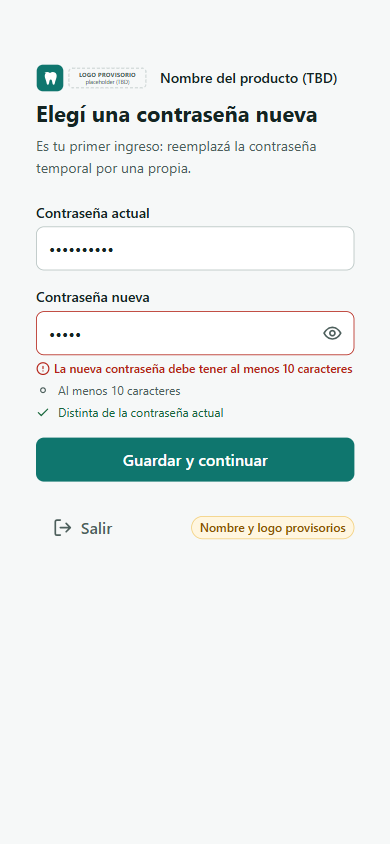 LOGO PROVISORIO
placeholder (TBD)
Nombre del producto (TBD)
Elegí una contraseña nueva
Es tu primer ingreso: reemplazá la contraseña
temporal por una propia.
Contraseña actual
••••••••••
Contraseña nueva
•••••
La nueva contraseña debe tener al menos 10 caracteres
Al menos 10 caracteres
Distinta de la contraseña actual
Guardar y continuar
Salir
Nombre y logo provisorios